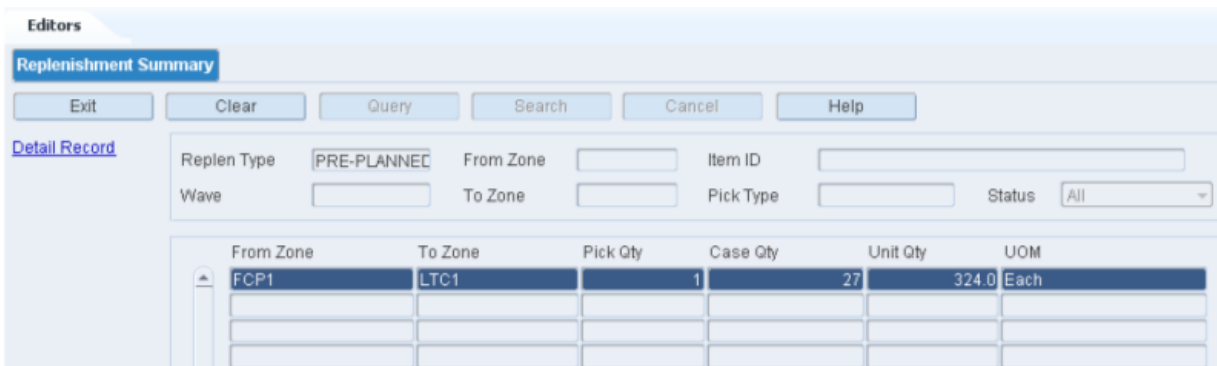 Editors
Replenishment Summary
Exit Clear Query Search Cancel Help
Detail Record
Replen Type PRE-PLANNED From Zone Item ID
Wave To Zone Pick Type Status All
From Zone To Zone Pick Qty Case Qty Unit Qty UOM
FCP1 LTC1 1 27 324.0 Each